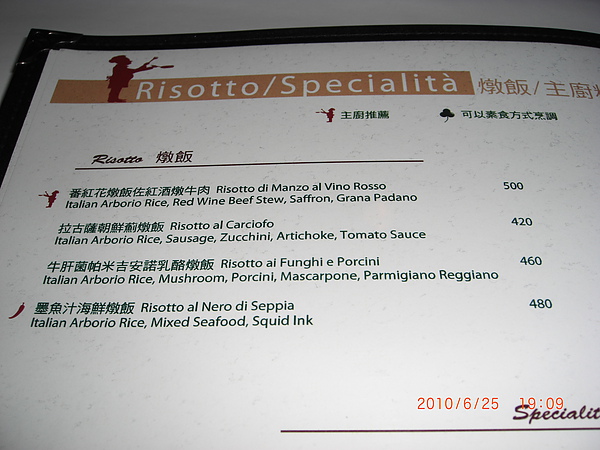 Risotto/Specialità 燉飯/主廚
主廚推薦 可以素食方式烹調
Risotto 燉飯
番紅花燉飯佐紅酒燉牛肉 Risotto di Manzo al Vino Rosso 500
Italian Arborio Rice, Red Wine Beef Stew, Saffron, Grana Padano
拉古薩朝鮮薊燉飯 Risotto al Carciofo 420
Italian Arborio Rice, Sausage, Zucchini, Artichoke, Tomato Sauce
牛肝菌帕米吉安諾乳酪燉飯 Risotto ai Funghi e Porcini 460
Italian Arborio Rice, Mushroom, Porcini, Mascarpone, Parmigiano Reggiano
墨魚汁海鮮燉飯 Risotto al Nero di Seppia 480
Italian Arborio Rice, Mixed Seafood, Squid Ink
2010/6/25 19:09
Specialit